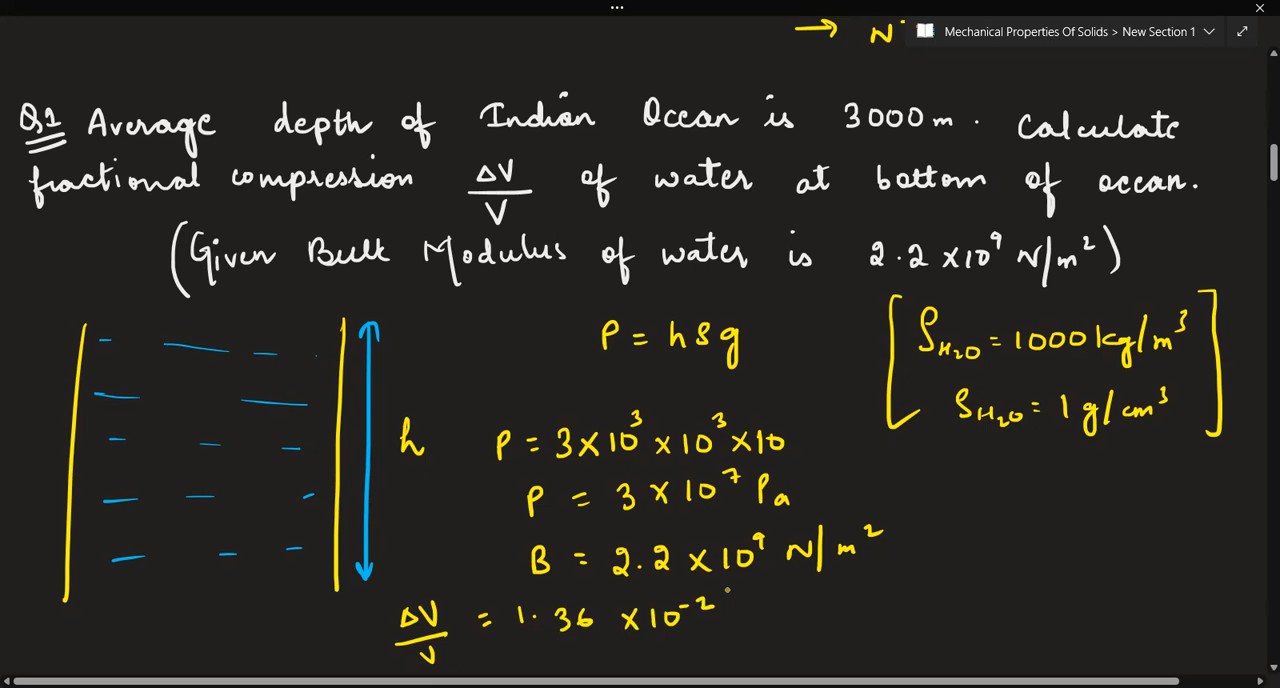 → N
Mechanical Properties Of Solids > New Section 1
Q.1 Average depth of Indian Ocean is 3000m. Calculate
fractional compression ΔV/V of water at bottom of ocean.
(Given Bulk Modulus of water is 2.2 × 10⁹ N/m²)
P = hρg
[ρH₂O = 1000 kg/m³
ρH₂O = 1 g/cm³]
h
P = 3 × 10³ × 10³ × 10
P = 3 × 10⁷ Pa
B = 2.2 × 10⁹ N/m²
ΔV/V = 1.36 × 10⁻²